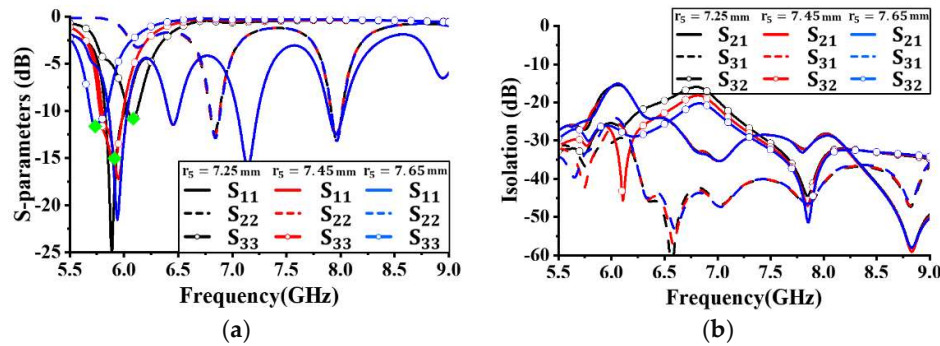 0
-5
-10
-15
-20
-25
S-parameters (dB)
r₅ = 7.25 mm r₅ = 7.45 mm r₅ = 7.65 mm
S₁₁ S₁₁ S₁₁
S₂₂ S₂₂ S₂₂
S₃₃ S₃₃ S₃₃
5.5 6.0 6.5 7.0 7.5 8.0 8.5 9.0
Frequency(GHz)
(a)
-0
-10
-20
-30
-40
-50
-60
Isolation (dB)
r₅ = 7.25 mm r₅ = 7.45 mm r₅ = 7.65 mm
S₂₁ S₂₁ S₂₁
S₃₁ S₃₁ S₃₁
S₃₂ S₃₂ S₃₂
5.5 6.0 6.5 7.0 7.5 8.0 8.5 9.0
Frequency(GHz)
(b)